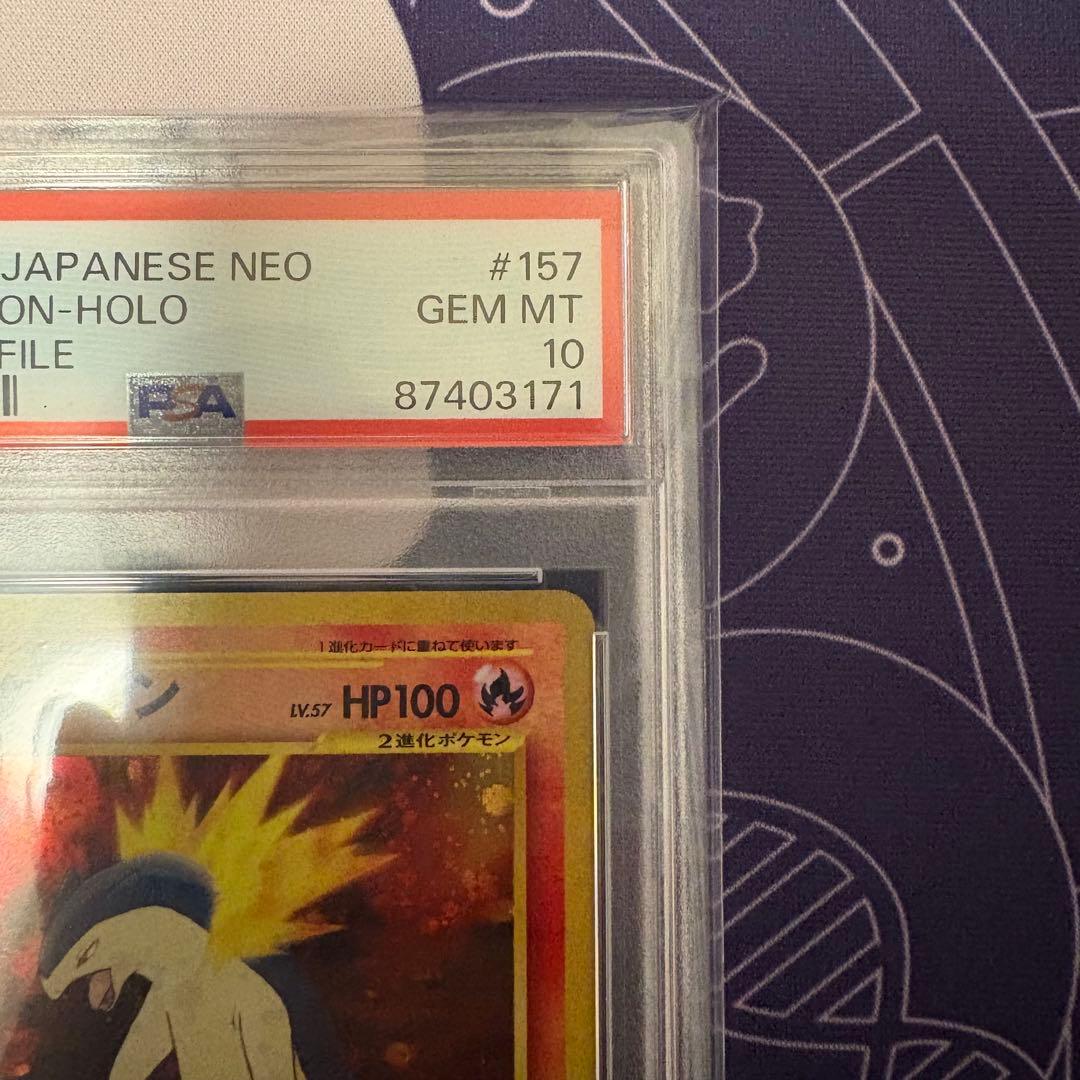 JAPANESE NEO #157
ON-HOLO GEM MT
FILE 10
PSA 87403171
1進化カードに重ねて使います
ン LV.57 HP100
2進化ポケモン